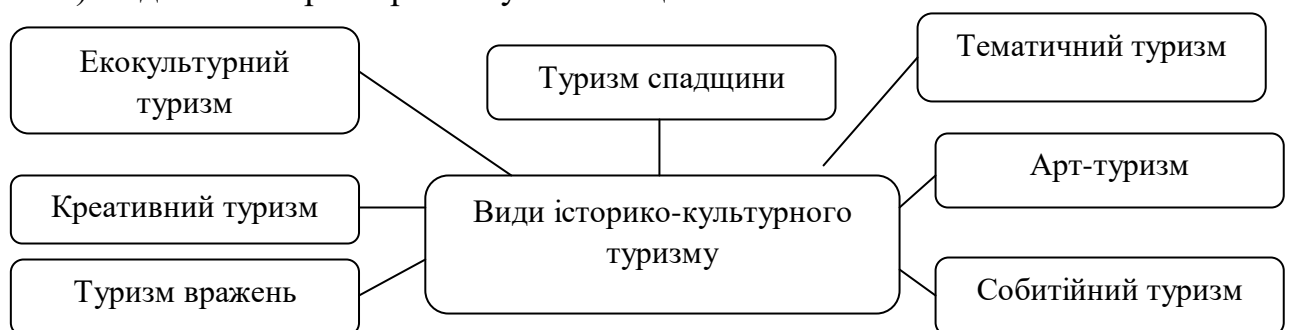 Екокультурний
туризм
Туризм спадщини
Тематичний туризм
Креативний туризм
Види історико-культурного
туризму
Арт-туризм
Туризм вражень
Собитійний туризм